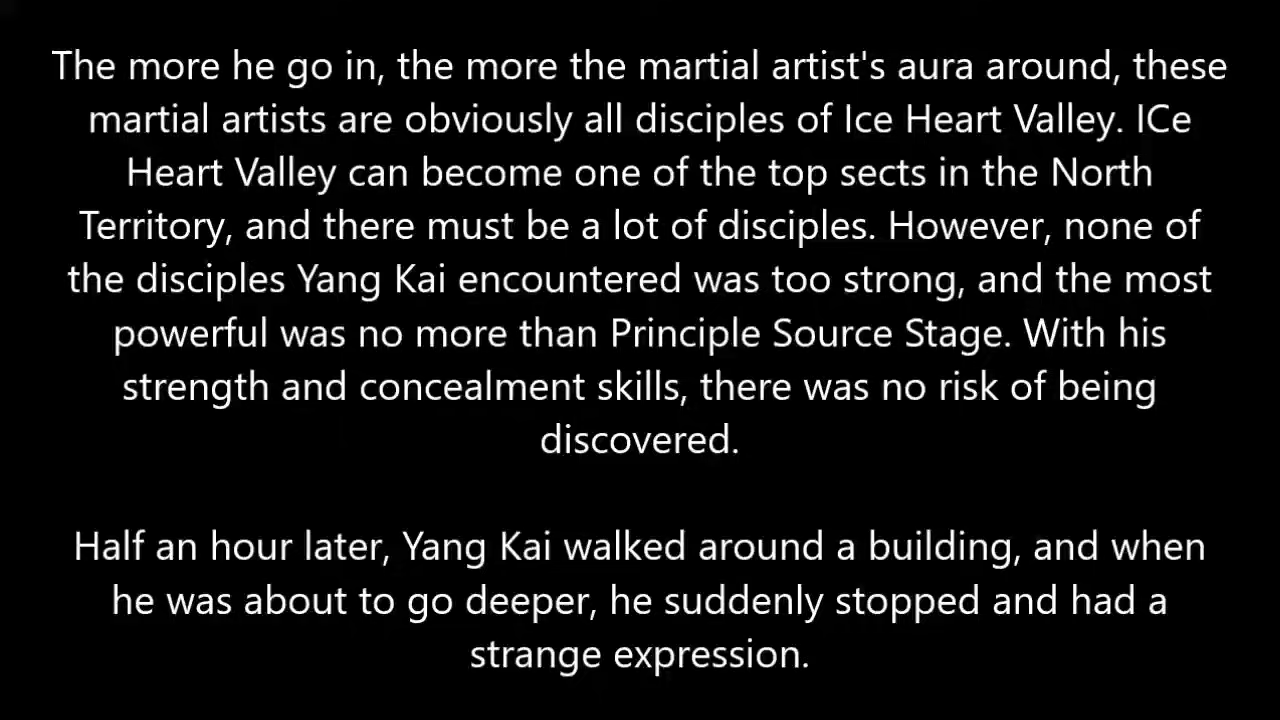 The more he go in, the more the martial artist's aura around, these
martial artists are obviously all disciples of Ice Heart Valley. ICe
Heart Valley can become one of the top sects in the North
Territory, and there must be a lot of disciples. However, none of
the disciples Yang Kai encountered was too strong, and the most
powerful was no more than Principle Source Stage. With his
strength and concealment skills, there was no risk of being
discovered.
Half an hour later, Yang Kai walked around a building, and when
he was about to go deeper, he suddenly stopped and had a
strange expression.